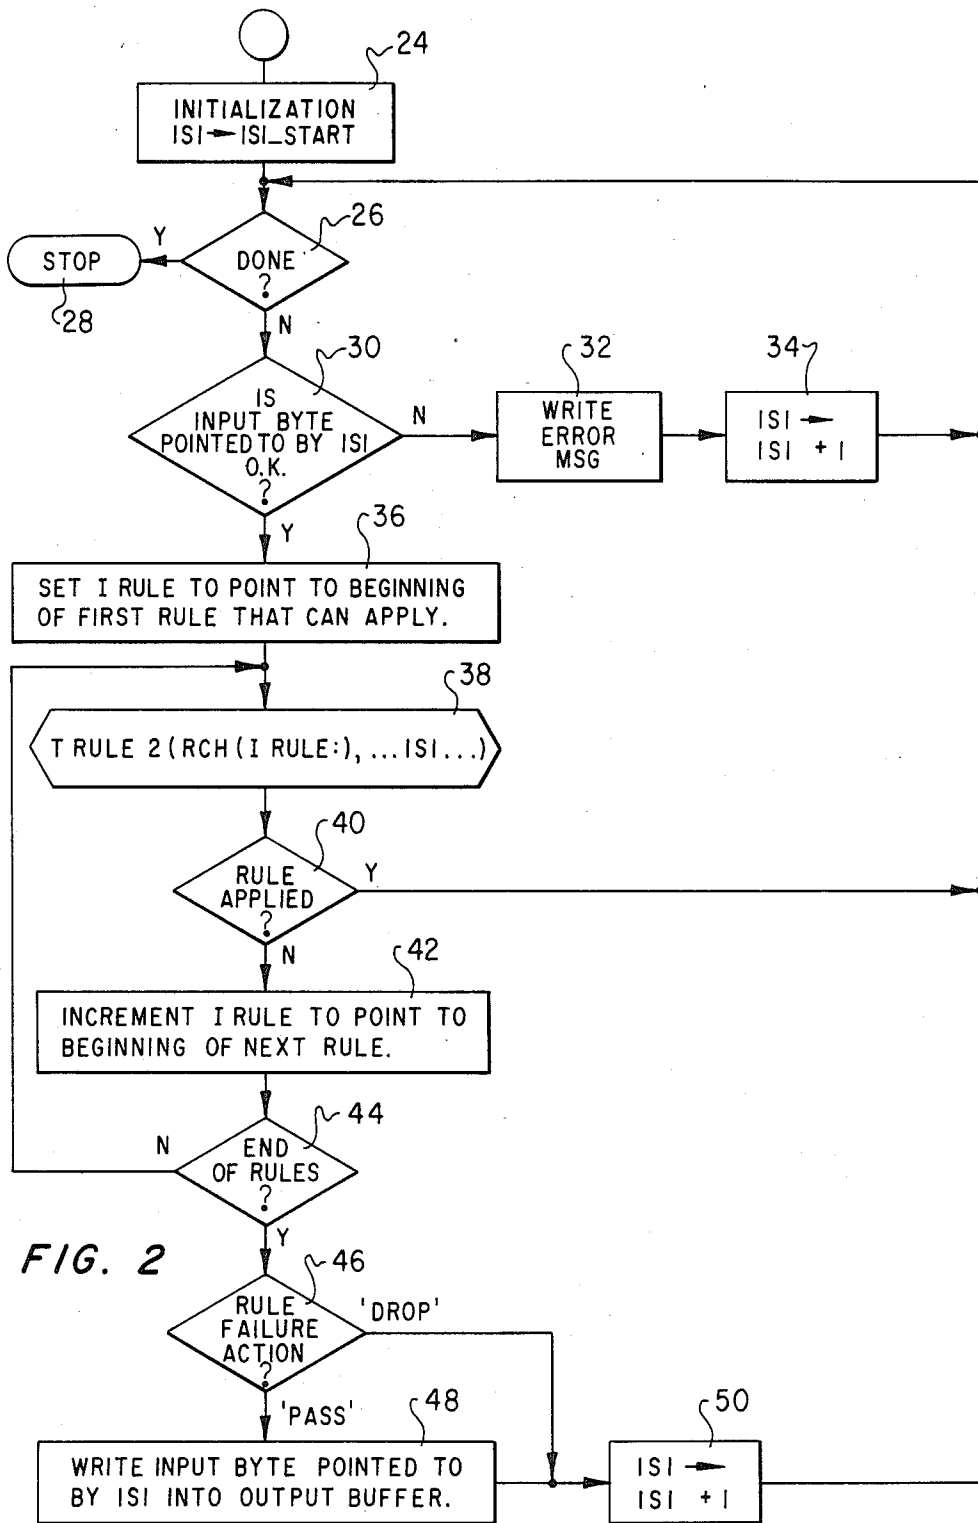 24
INITIALIZATION
ISI → ISI_START
26
Y
DONE
?
STOP
28
N
30
IS
INPUT BYTE
POINTED TO BY ISI
O.K.
?
N
32
WRITE
ERROR
MSG
34
ISI →
ISI + 1
Y
36
SET I RULE TO POINT TO BEGINNING
OF FIRST RULE THAT CAN APPLY.
38
T RULE 2 (RCH (I RULE:), ...ISI...)
40
RULE
APPLIED
?
Y
N
42
INCREMENT I RULE TO POINT TO
BEGINNING OF NEXT RULE.
44
N
END
OF RULES
?
Y
FIG. 2
46
RULE
FAILURE
ACTION
?
'DROP'
'PASS'
48
WRITE INPUT BYTE POINTED TO
BY ISI INTO OUTPUT BUFFER.
50
ISI →
ISI + 1